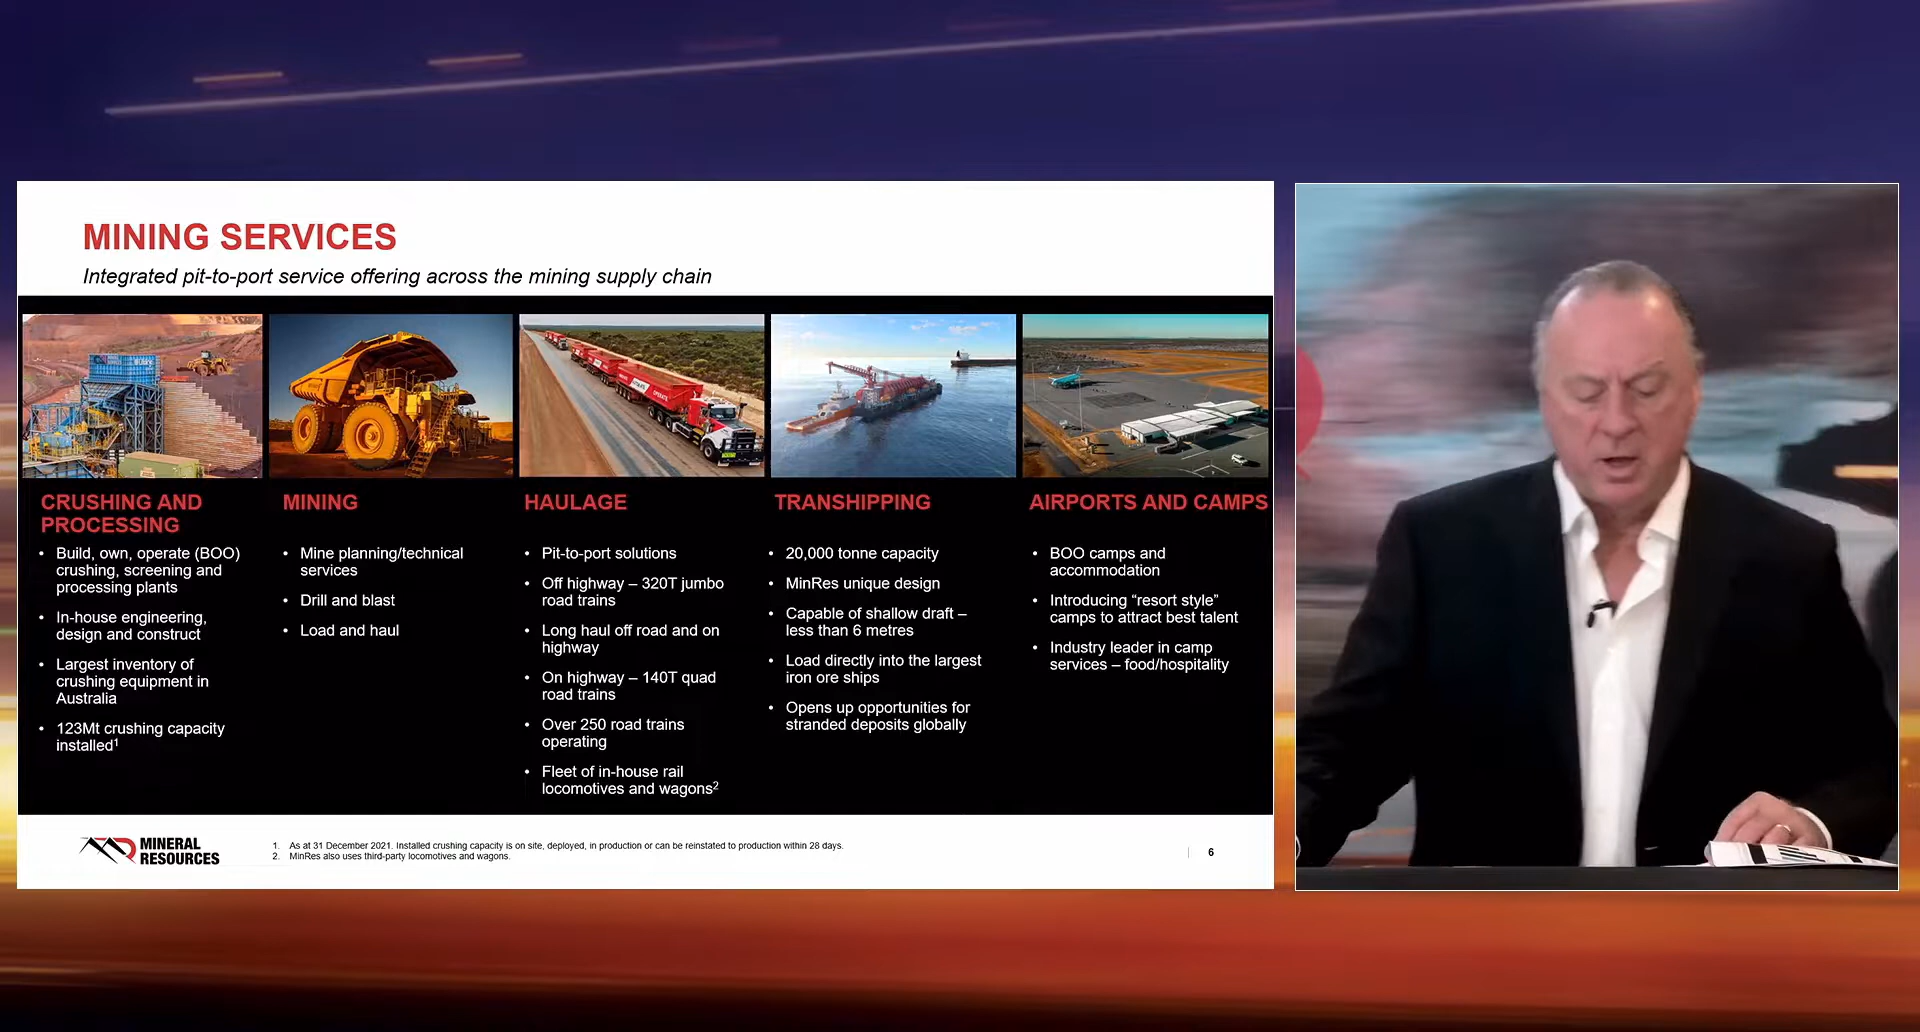 MINING SERVICES
Integrated pit-to-port service offering across the mining supply chain
CRUSHING AND
PROCESSING
• Build, own, operate (BOO)
crushing, screening and
processing plants
• In-house engineering,
design and construct
• Largest inventory of
crushing equipment in
Australia
• 123Mt crushing capacity
installed¹
MINING
• Mine planning/technical
services
• Drill and blast
• Load and haul
HAULAGE
• Pit-to-port solutions
• Off highway – 320T jumbo
road trains
• Long haul off road and on
highway
• On highway – 140T quad
road trains
• Over 250 road trains
operating
• Fleet of in-house rail
locomotives and wagons²
TRANSHIPPING
• 20,000 tonne capacity
• MinRes unique design
• Capable of shallow draft –
less than 6 metres
• Load directly into the largest
iron ore ships
• Opens up opportunities for
stranded deposits globally
AIRPORTS AND CAMPS
• BOO camps and
accommodation
• Introducing “resort style”
camps to attract best talent
• Industry leader in camp
services – food/hospitality
MINERAL
RESOURCES
1. As at 31 December 2021. Installed crushing capacity is on site, deployed, in production or can be reinstated to production within 28 days.
2. MinRes also uses third-party locomotives and wagons.
6